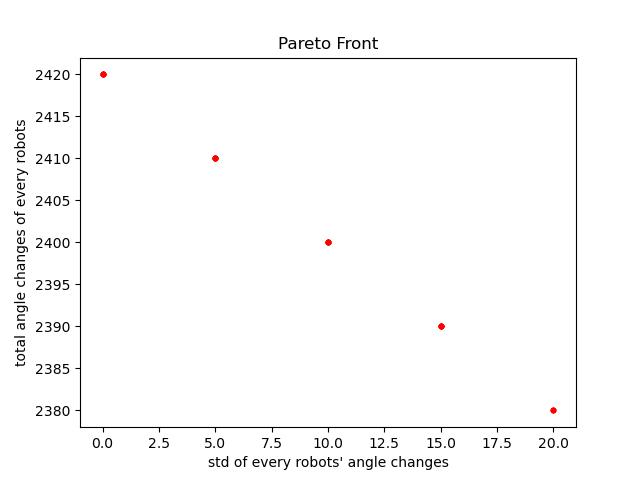 Pareto Front
2420
2415
2410
2405
2400
2395
2390
2385
2380
total angle changes of every robots
0.0 2.5 5.0 7.5 10.0 12.5 15.0 17.5 20.0
std of every robots' angle changes